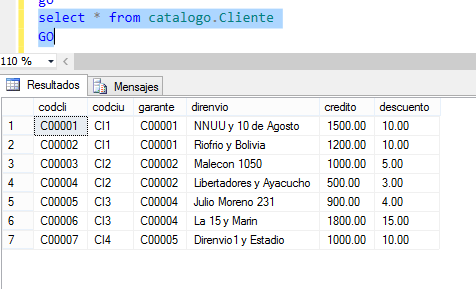 go
select * from catalogo.Cliente
GO
110 %
Resultados Mensajes
codcli codciu garante direnvio credito descuento
1 C00001 CI1 C00001 NNUU y 10 de Agosto 1500.00 10.00
2 C00002 CI1 C00001 Riofrio y Bolivia 1200.00 10.00
3 C00003 CI2 C00002 Malecon 1050 1000.00 5.00
4 C00004 CI2 C00002 Libertadores y Ayacucho 500.00 3.00
5 C00005 CI3 C00004 Julio Moreno 231 900.00 4.00
6 C00006 CI3 C00004 La 15 y Marin 1800.00 15.00
7 C00007 CI4 C00005 Direnvio1 y Estadio 1000.00 10.00